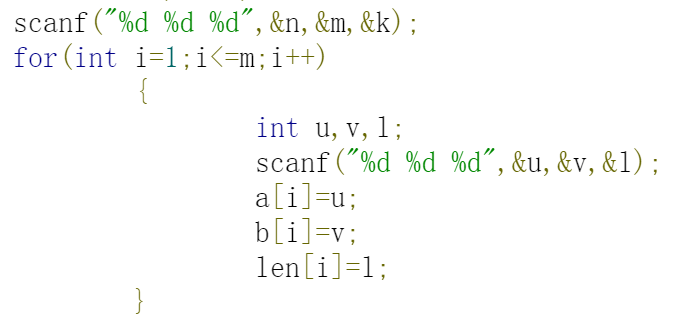 scanf("%d %d %d",&n,&m,&k);
for(int i=1;i<=m;i++)
{
int u,v,l;
scanf("%d %d %d",&u,&v,&l);
a[i]=u;
b[i]=v;
len[i]=l;
}